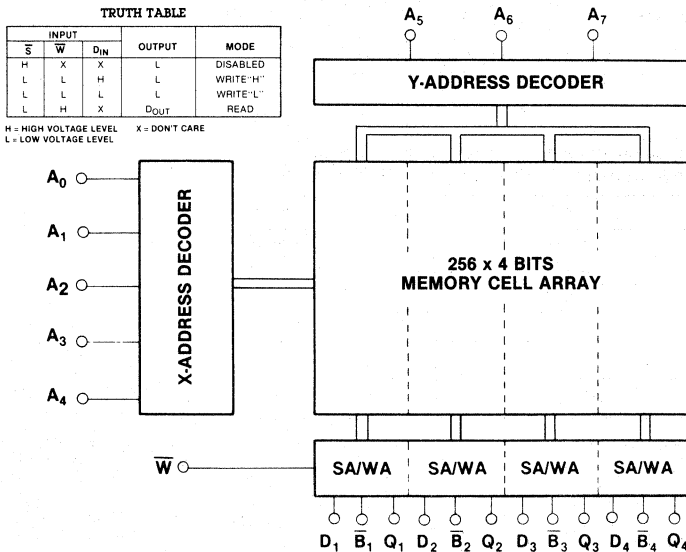 TRUTH TABLE
INPUT OUTPUT MODE
S̅ W̅ D_IN
H X X L DISABLED
L L H L WRITE"H"
L L L L WRITE"L"
L H X D_OUT READ
H = HIGH VOLTAGE LEVEL X = DON'T CARE
L = LOW VOLTAGE LEVEL
A5 A6 A7
Y-ADDRESS DECODER
A0
A1
A2
A3
A4
X-ADDRESS DECODER
256 x 4 BITS
MEMORY CELL ARRAY
W̅
SA/WA SA/WA SA/WA SA/WA
D1 B̅1 Q1 D2 B̅2 Q2 D3 B̅3 Q3 D4 B̅4 Q4